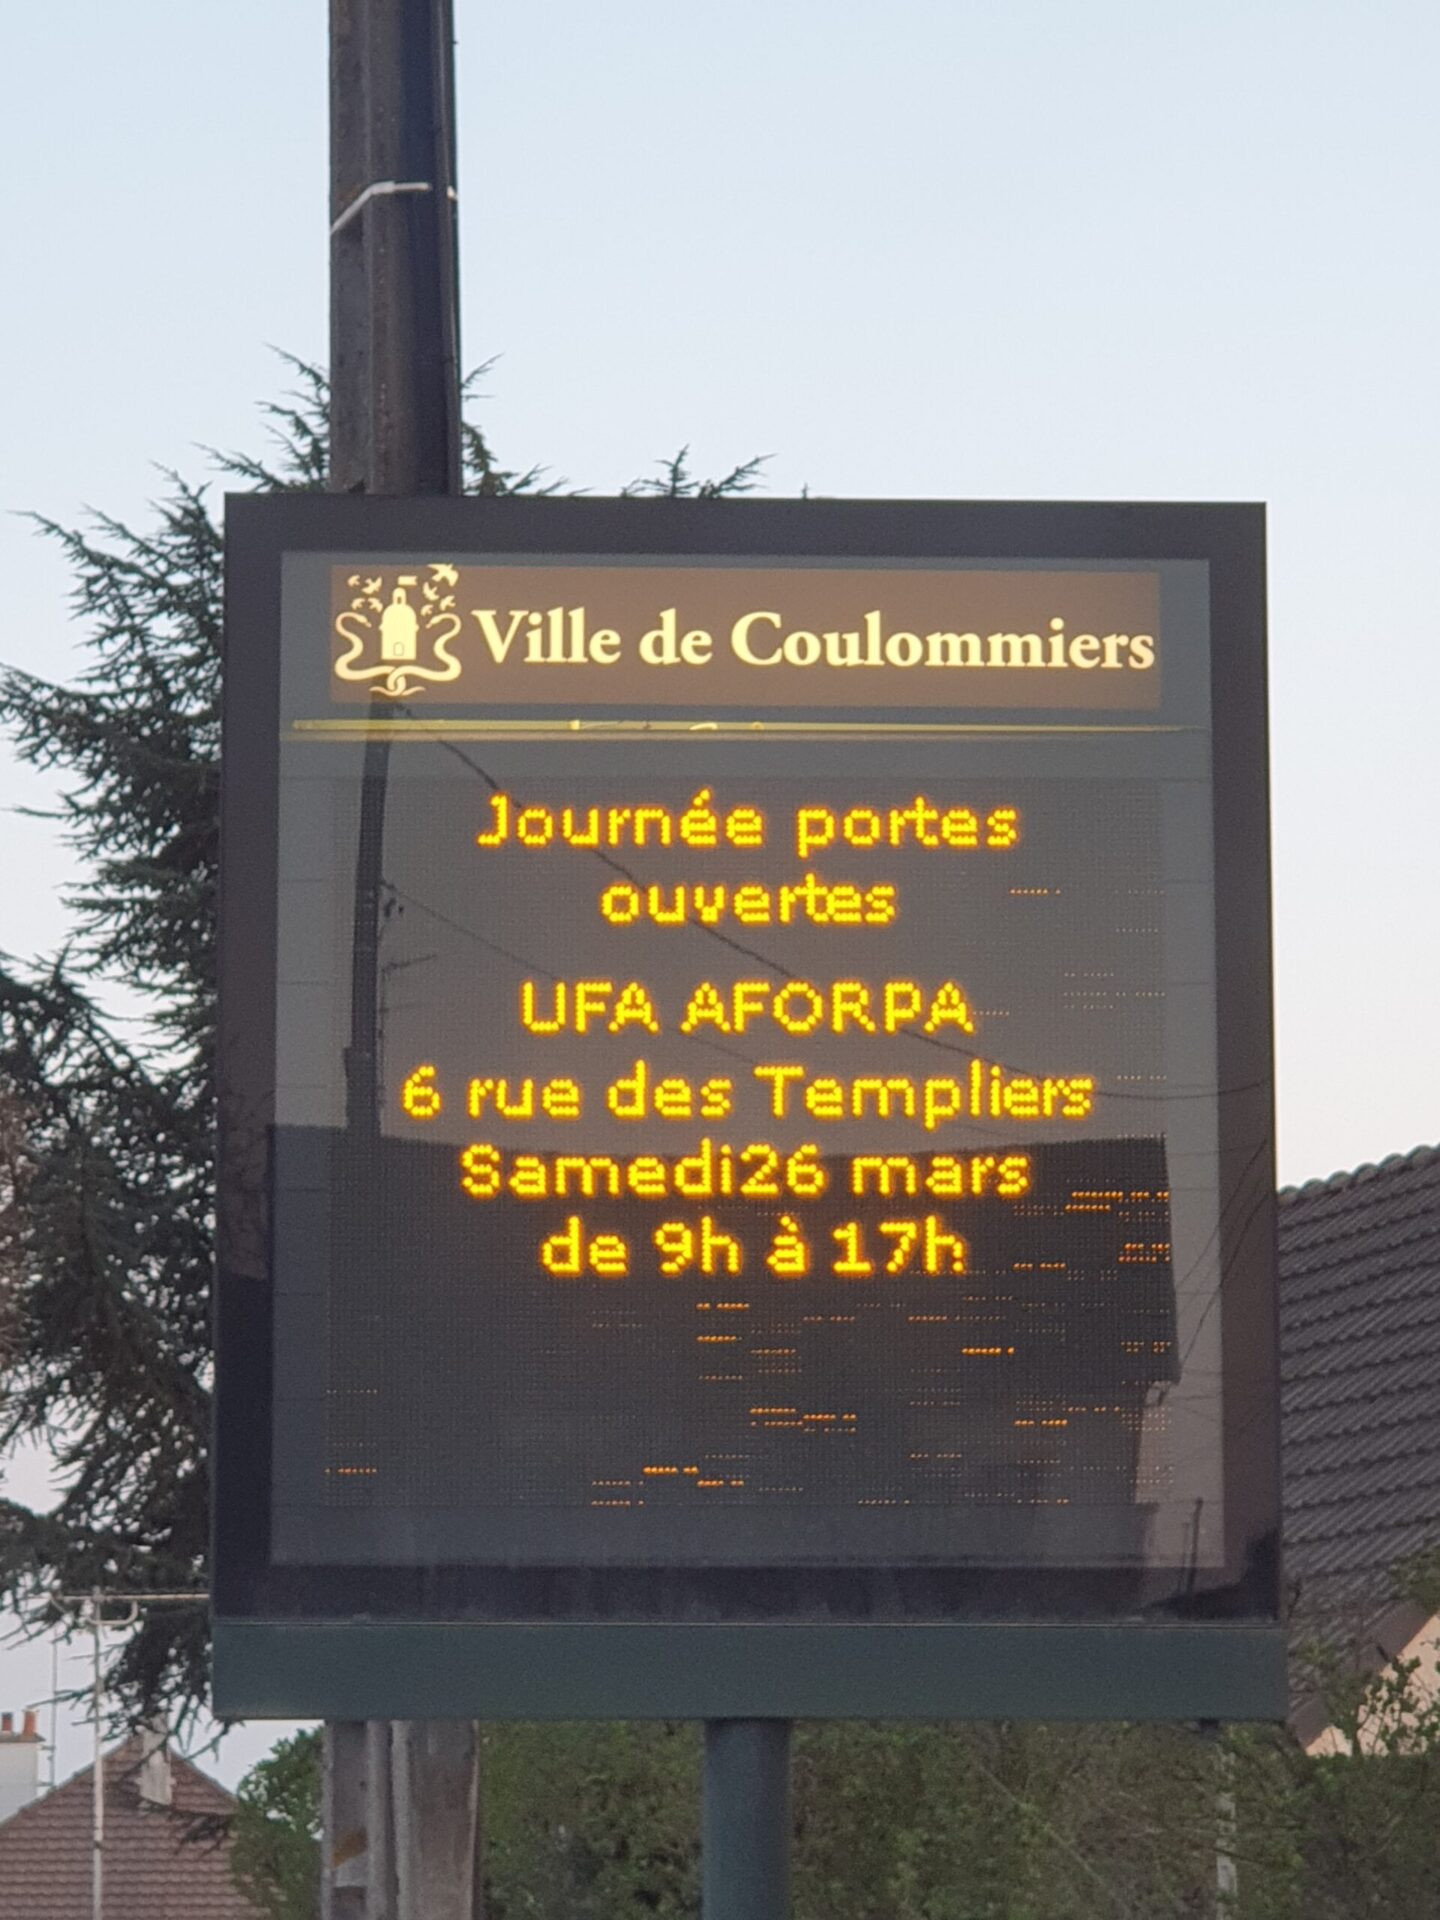 Ville de Coulommiers
Journée portes
ouvertes
UFA AFORPA
6 rue des Templiers
Samedi26 mars
de 9h à 17h